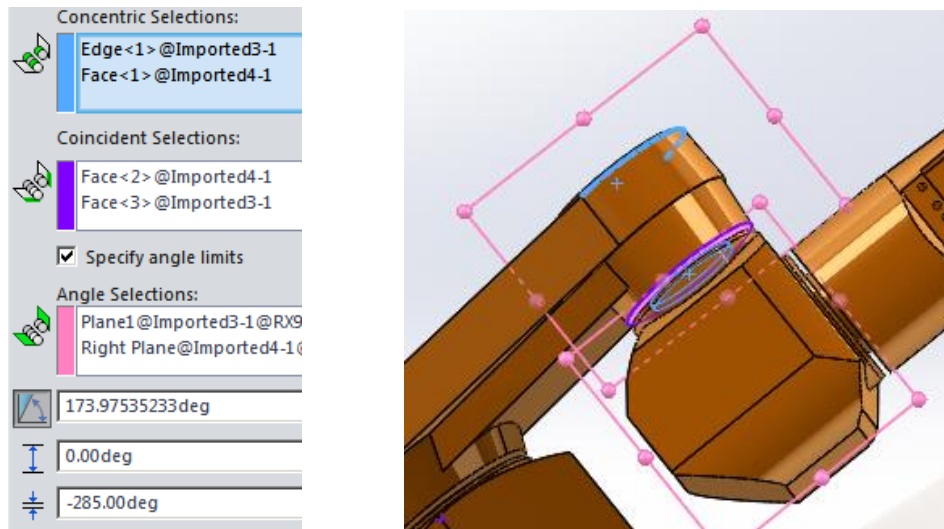 Concentric Selections:
Edge<1>@Imported3-1
Face<1>@Imported4-1
Coincident Selections:
Face<2>@Imported4-1
Face<3>@Imported3-1
Specify angle limits
Angle Selections:
Plane1@Imported3-1@RX9
Right Plane@Imported4-1@
173.97535233deg
0.00deg
-285.00deg